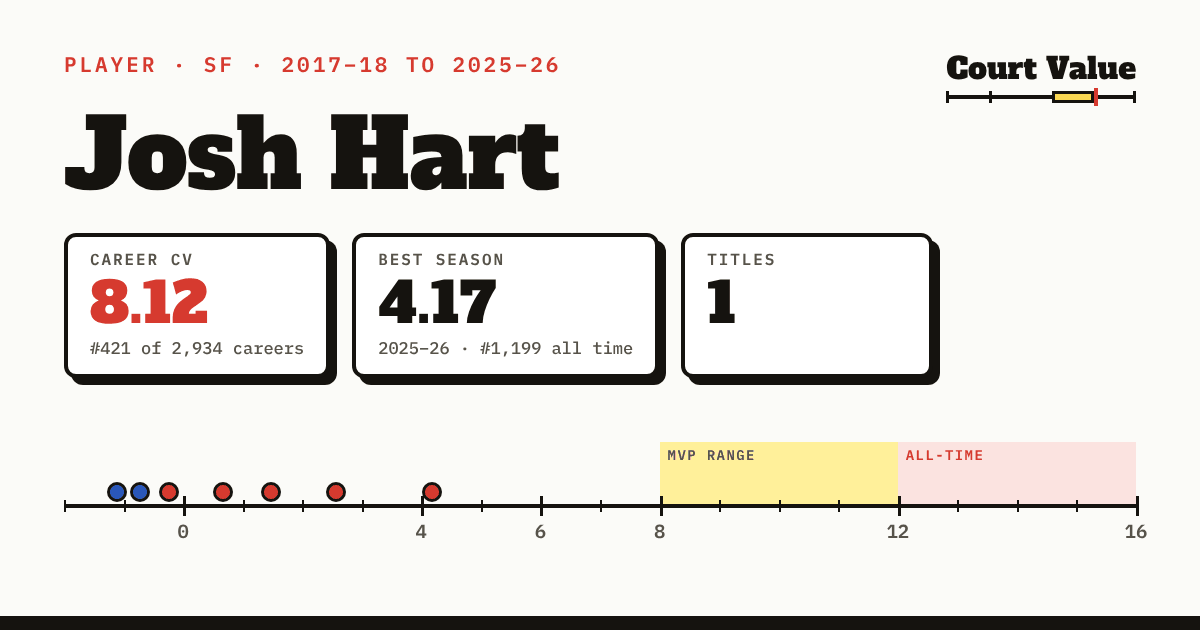 PLAYER · SF · 2017–18 TO 2025–26
Court Value
Josh Hart
CAREER CV
8.12
#421 of 2,934 careers
BEST SEASON
4.17
2025–26 · #1,199 all time
TITLES
1
MVP RANGE
ALL-TIME
0 4 6 8 12 16